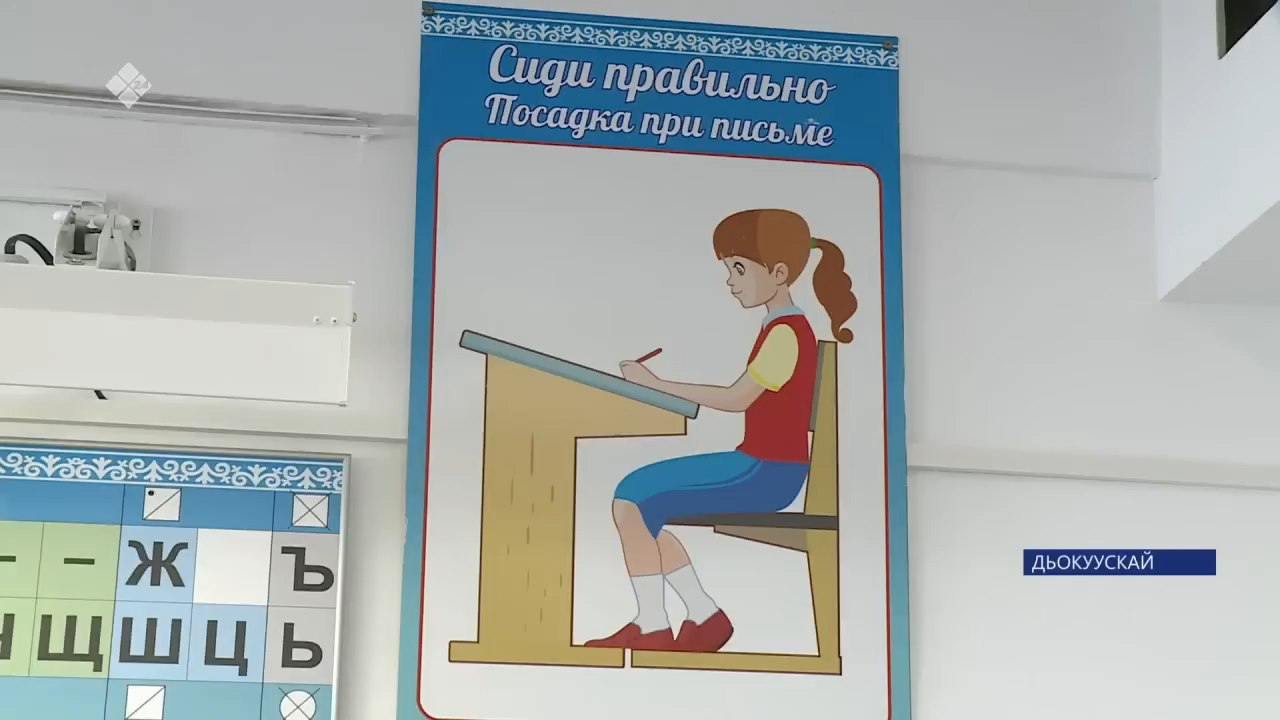 Сиди правильно
Посадка при письме
– – Ж Ъ
Щ Ш Ц Ь
ДЬОКУУСКАЙ